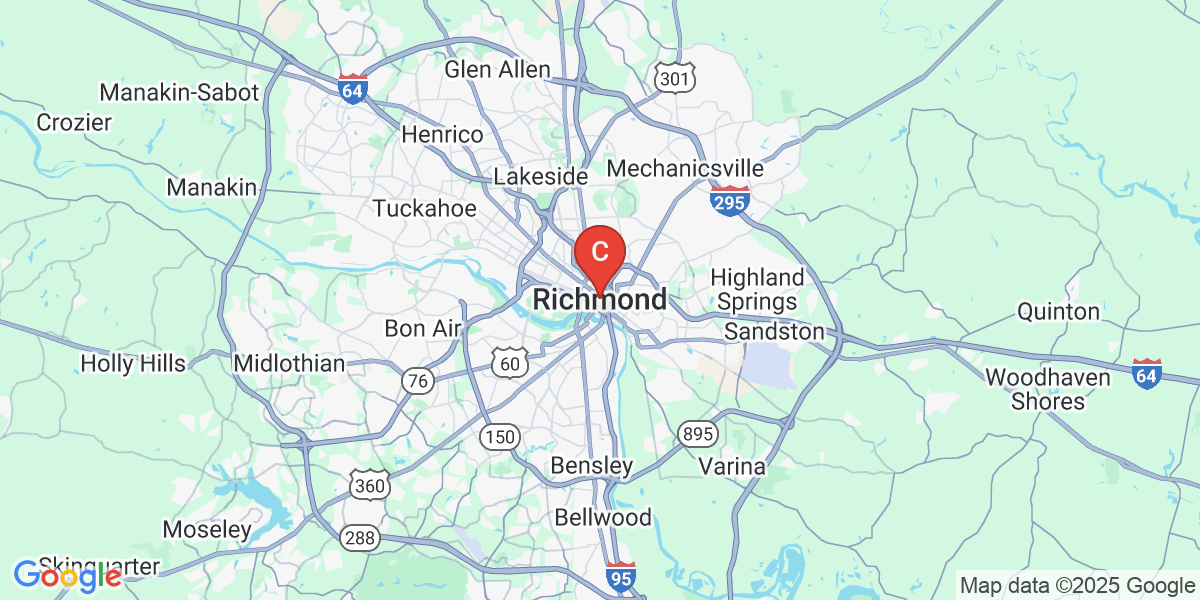 Glen Allen
301
64
Manakin-Sabot
Crozier
Henrico
Mechanicsville
Lakeside
Manakin
295
Tuckahoe
C
Highland
Springs
Richmond
Quinton
Bon Air
Sandston
Holly Hills
Midlothian
60
76
64
Woodhaven
Shores
150
895
Bensley
Varina
360
Bellwood
Moseley
288
Skinquarter
Google
95
Map data ©2025 Google